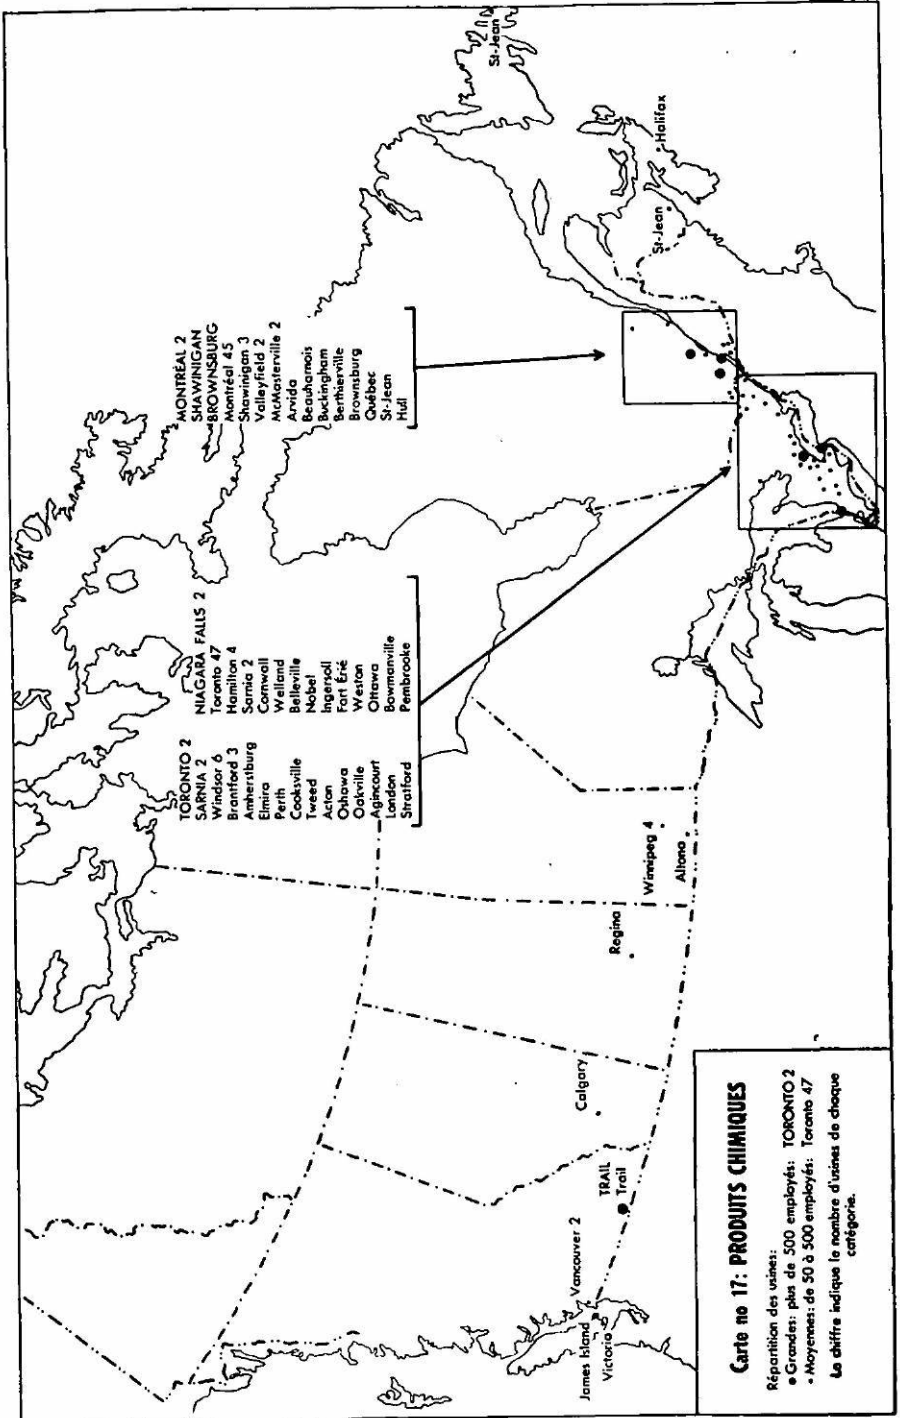 Carte no 17: PRODUITS CHIMIQUES
Répartition des usines:
● Grandes: plus de 500 employés: TORONTO 2
• Moyennes: de 50 à 500 employés: Toronto 47
Le chiffre indique le nombre d'usines de chaque
catégorie.
TORONTO 2
SARNIA 2
Windsor 6
Brantford 3
Amherstburg
Elmira
Perth
Cooksville
Tweed
Acton
Oshawa
Oakville
Agincourt
London
Stratford
NIAGARA FALLS 2
Toronto 47
Hamilton 4
Sarnia 2
Cornwall
Welland
Belleville
Nobel
Ingersoll
Fort Érié
Weston
Ottawa
Bowmanville
Pembrooke
MONTRÉAL 2
SHAWINIGAN
BROWNSBURG
Montréal 45
Shawinigan 3
Valleyfield 2
McMasterville 2
Arvida
Beauharnois
Buckingham
Berthierville
Brownsburg
Québec
St-Jean
Hull
James Island
Victoria
Vancouver 2
TRAIL
Trail
Calgary
Regina
Winnipeg 4
Altona
St-Jean
Halifax
St-Jean